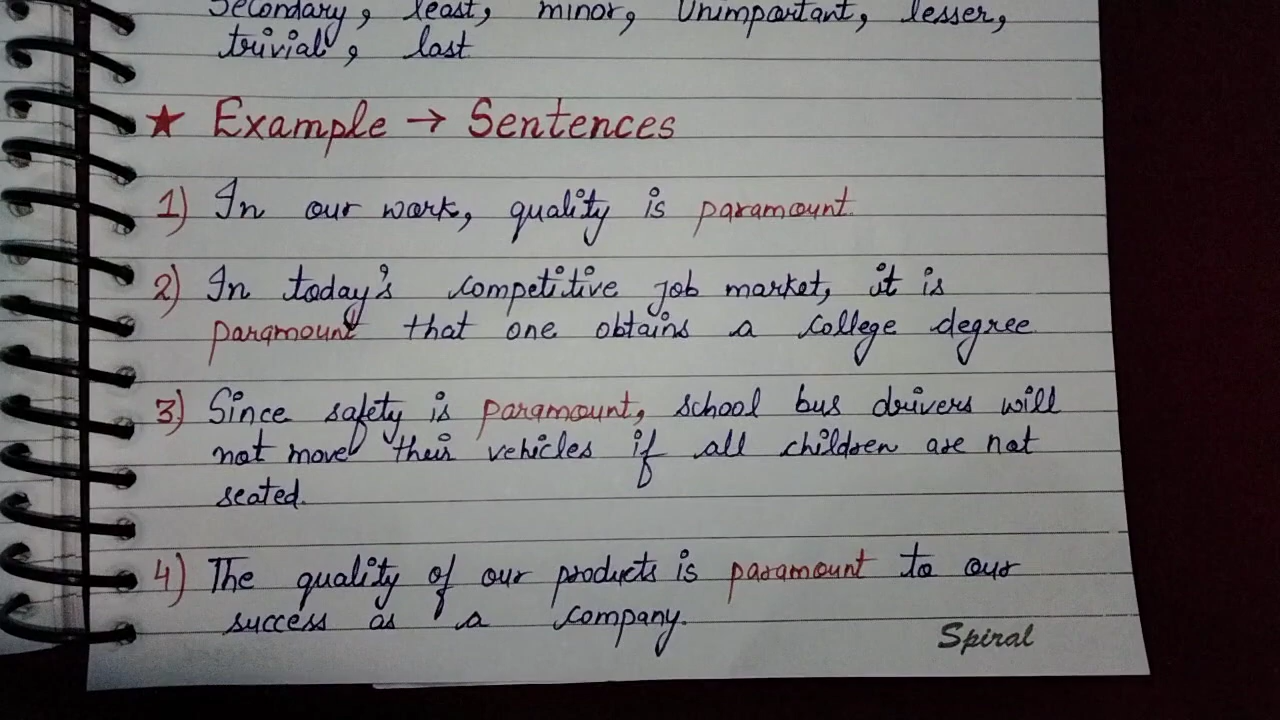 Secondary, least, minor, Unimportant, lesser,
trivial, last
★ Example → Sentences
1) In our work, quality is paramount.
2) In today's competitive job market, it is
paramount that one obtains a college degree
3) Since safety is paramount, school bus drivers will
not move their vehicles if all children are not
seated.
4) The quality of our products is paramount to our
success as a company.
Spiral